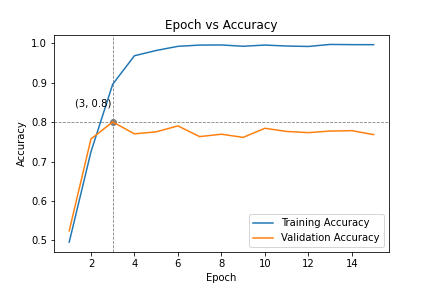 Epoch vs Accuracy
1.0
0.9
0.8
0.7
0.6
0.5
Accuracy
(3, 0.8)
Training Accuracy
Validation Accuracy
2 4 6 8 10 12 14
Epoch